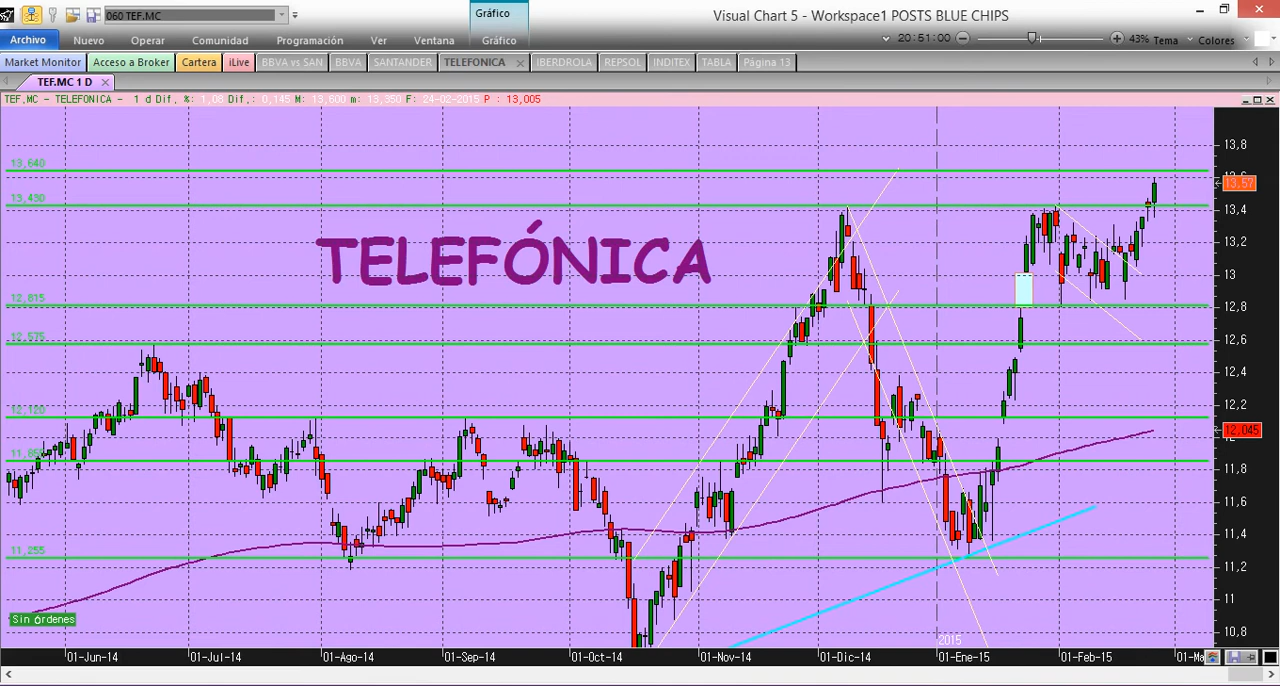 060 TEF.MC
Gráfico
Visual Chart 5 - Workspace1 POSTS BLUE CHIPS
Archivo Nuevo Operar Comunidad Programación Ver Ventana Gráfico 20:51:00 43% Tema Colores
Market Monitor Acceso a Broker Cartera iLive BBVA vs SAN BBVA SANTANDER TELEFONICA IBERDROLA REPSOL INDITEX TABLA Página 13
TEF.MC 1 D
TEF.MC - TELEFONICA - 1 d Dif. %: 1,08 Dif.: 0,145 M: 13,600 m: 13,350 F: 24-02-2015 P : 13,005
13,8
13,640
13,57
13,430
13,4
TELEFÓNICA
13,2
13
12,815
12,8
12,575
12,6
12,4
12,2
12,120
12,045
11,8
11,6
11,4
11,255
11,2
11
Sin órdenes
10,8
2015
01-Jun-14 01-Jul-14 01-Ago-14 01-Sep-14 01-Oct-14 01-Nov-14 01-Dic-14 01-Ene-15 01-Feb-15